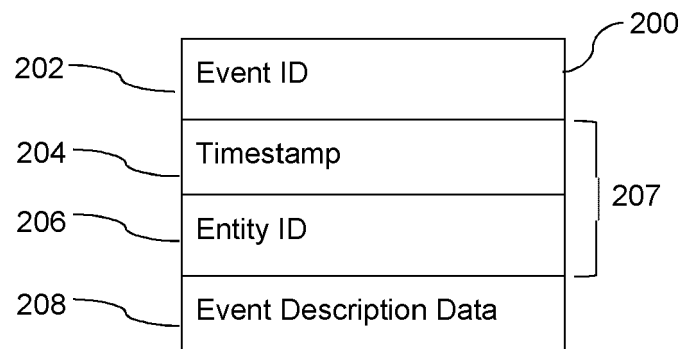 200
202 Event ID
204 Timestamp
207
206 Entity ID
208 Event Description Data